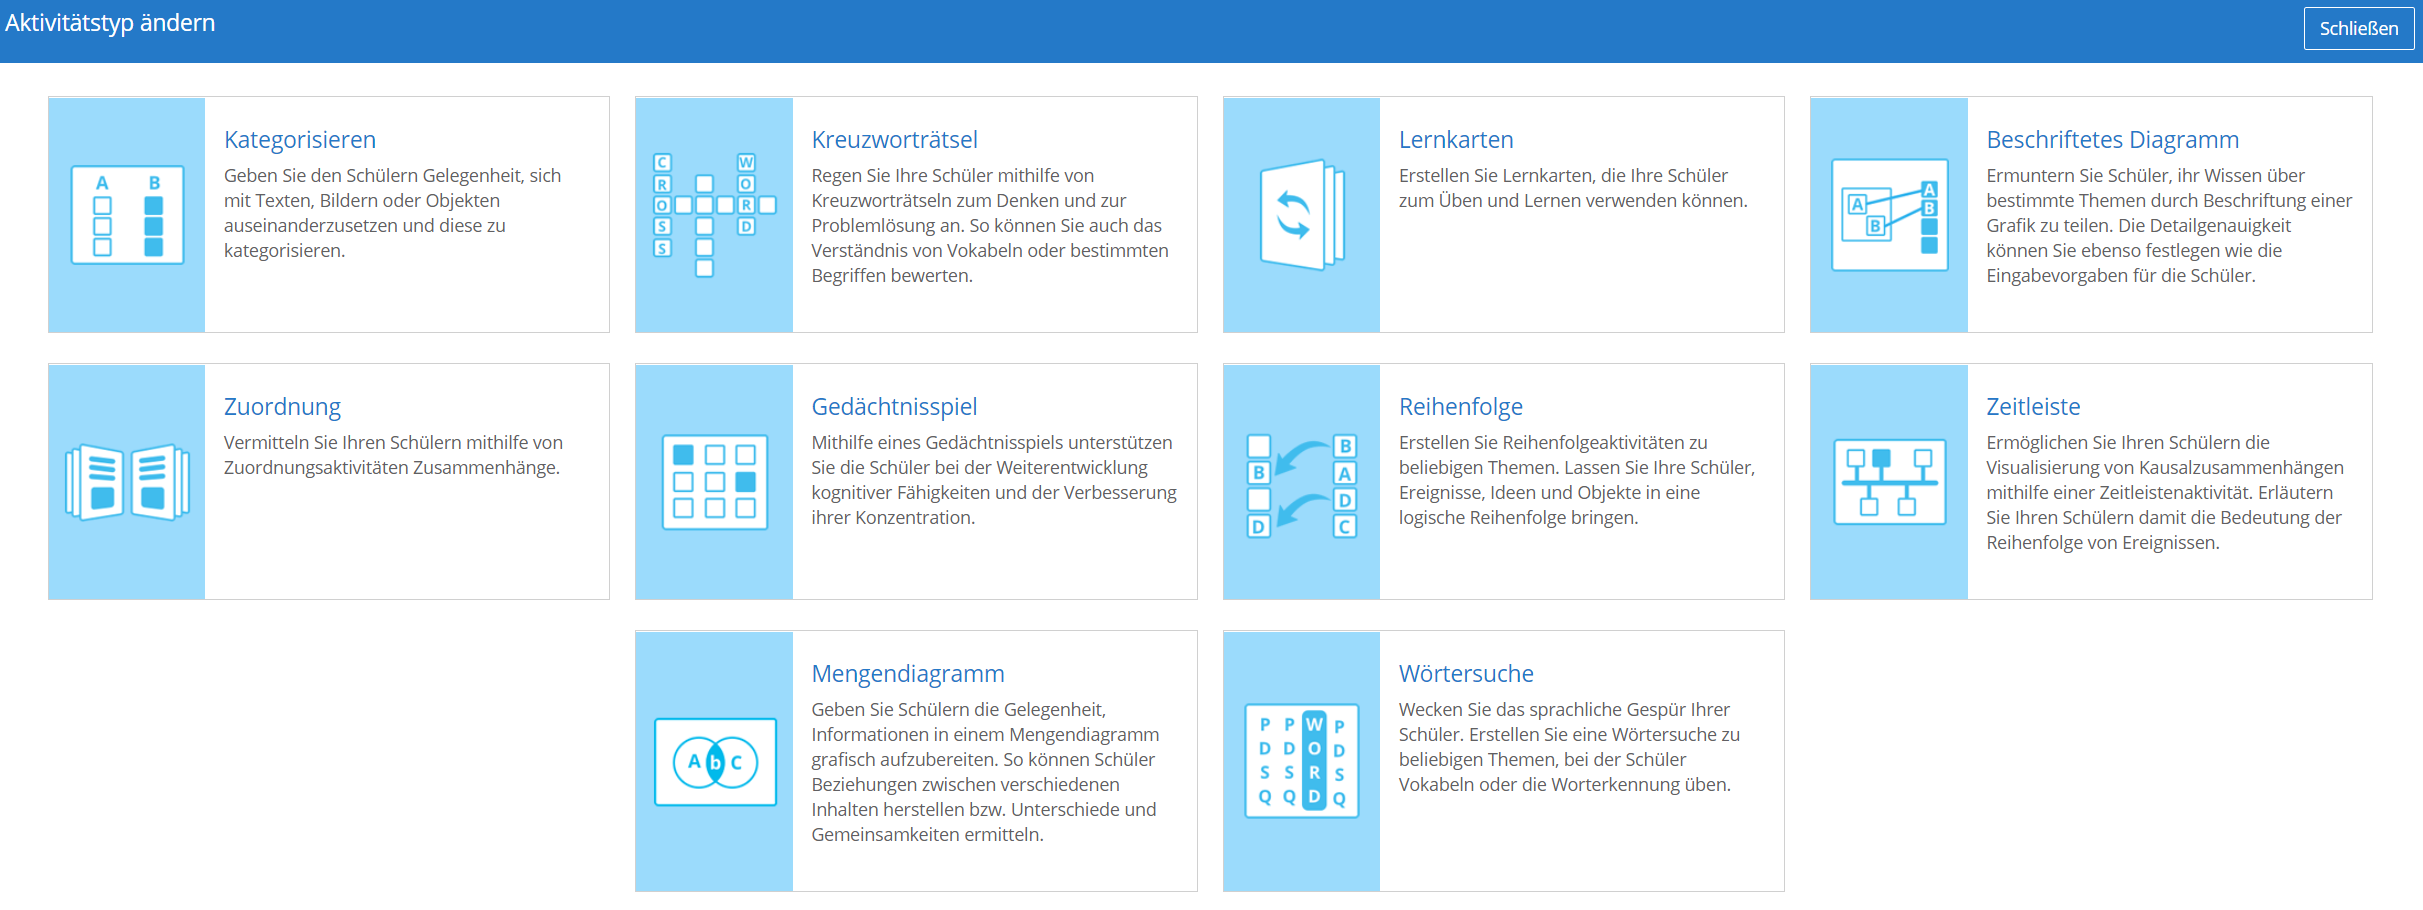 Aktivitätstyp ändern
Schließen
A B
Kategorisieren
Geben Sie den Schülern Gelegenheit, sich
mit Texten, Bildern oder Objekten
auseinanderzusetzen und diese zu
kategorisieren.
CROSS
WORD
Kreuzworträtsel
Regen Sie Ihre Schüler mithilfe von
Kreuzworträtseln zum Denken und zur
Problemlösung an. So können Sie auch das
Verständnis von Vokabeln oder bestimmten
Begriffen bewerten.
Lernkarten
Erstellen Sie Lernkarten, die Ihre Schüler
zum Üben und Lernen verwenden können.
A A
B B
Beschriftetes Diagramm
Ermuntern Sie Schüler, ihr Wissen über
bestimmte Themen durch Beschriftung einer
Grafik zu teilen. Die Detailgenauigkeit
können Sie ebenso festlegen wie die
Eingabevorgaben für die Schüler.
Zuordnung
Vermitteln Sie Ihren Schülern mithilfe von
Zuordnungsaktivitäten Zusammenhänge.
Gedächtnisspiel
Mithilfe eines Gedächtnisspiels unterstützen
Sie die Schüler bei der Weiterentwicklung
kognitiver Fähigkeiten und der Verbesserung
ihrer Konzentration.
B
B A
D
D C
Reihenfolge
Erstellen Sie Reihenfolgeaktivitäten zu
beliebigen Themen. Lassen Sie Ihre Schüler,
Ereignisse, Ideen und Objekte in eine
logische Reihenfolge bringen.
Zeitleiste
Ermöglichen Sie Ihren Schülern die
Visualisierung von Kausalzusammenhängen
mithilfe einer Zeitleistenaktivität. Erläutern
Sie Ihren Schülern damit die Bedeutung der
Reihenfolge von Ereignissen.
A b C
Mengendiagramm
Geben Sie Schülern die Gelegenheit,
Informationen in einem Mengendiagramm
grafisch aufzubereiten. So können Schüler
Beziehungen zwischen verschiedenen
Inhalten herstellen bzw. Unterschiede und
Gemeinsamkeiten ermitteln.
P P W P
D D O D
S S R S
Q Q D Q
Wörtersuche
Wecken Sie das sprachliche Gespür Ihrer
Schüler. Erstellen Sie eine Wörtersuche zu
beliebigen Themen, bei der Schüler
Vokabeln oder die Worterkennung üben.